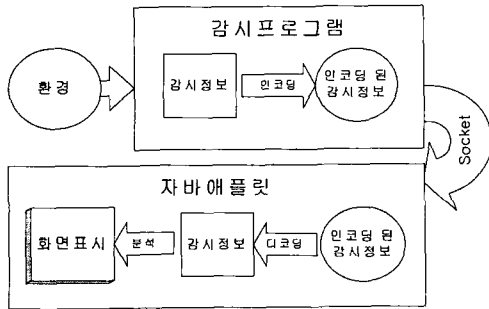 감시프로그램
환경
감시정보
인코딩
인코딩 된
감시정보
Socket
자바애플릿
화면표시
분석
감시정보
디코딩
인코딩 된
감시정보